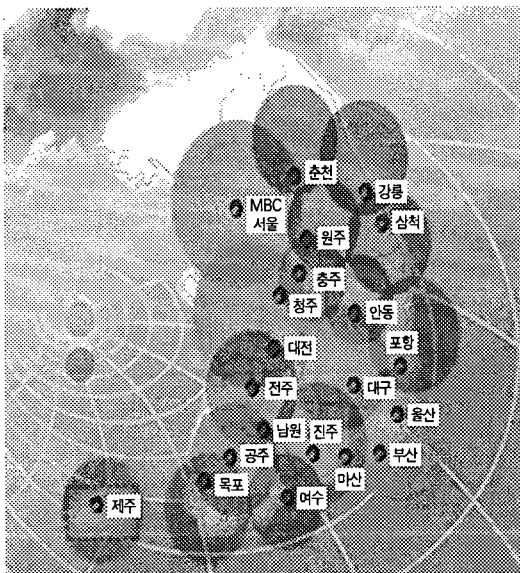 춘천
강릉
MBC
서울
삼척
원주
충주
청주
안동
대전
포항
전주
대구
울산
남원
진주
공주
부산
목포
마산
여수
제주